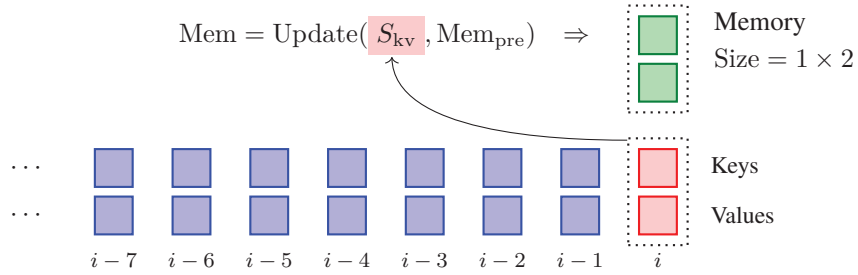 Mem = Update( S_kv , Mem_pre ) ⇒
Memory
Size = 1 × 2
··· Keys
··· Values
i − 7 i − 6 i − 5 i − 4 i − 3 i − 2 i − 1 i